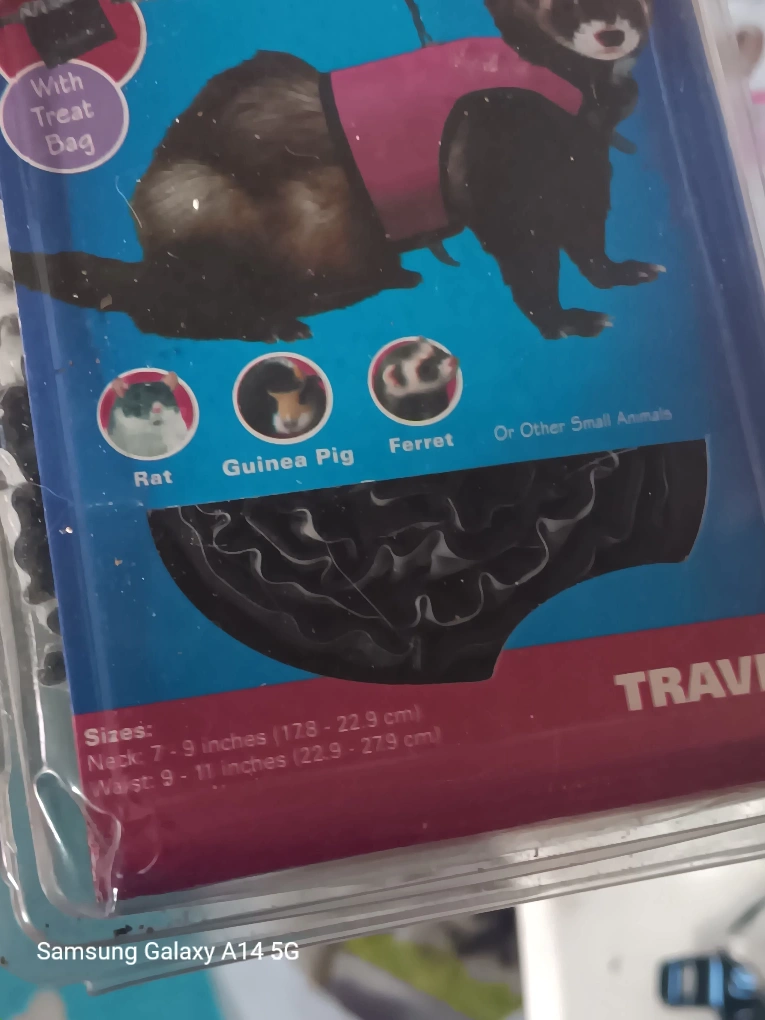 With
Treat
Bag
Rat
Guinea Pig
Ferret
Or Other Small Animals
TRAV
Sizes:
Neck: 7 - 9 inches (17.8 - 22.9 cm)
Waist: 9 - 11 inches (22.9 - 27.9 cm)
Samsung Galaxy A14 5G